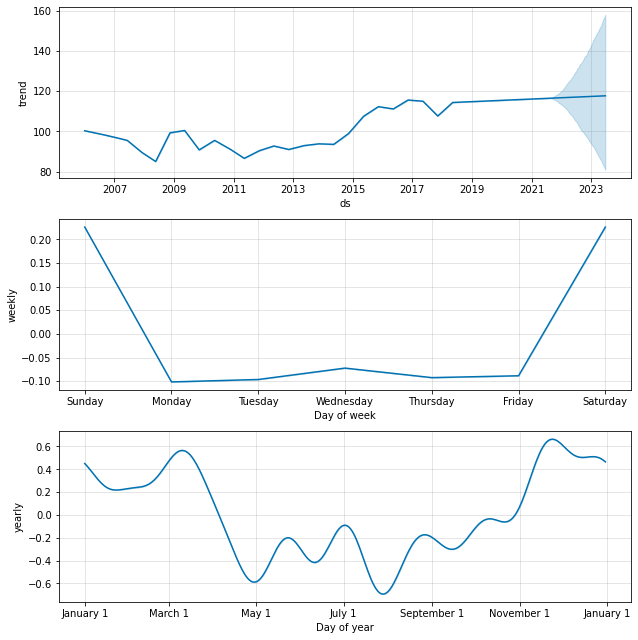 160
140
120
100
80
trend
2007 2009 2011 2013 2015 2017 2019 2021 2023
ds
0.20
0.15
0.10
0.05
0.00
−0.05
−0.10
weekly
Sunday Monday Tuesday Wednesday Thursday Friday Saturday
Day of week
0.6
0.4
0.2
0.0
−0.2
−0.4
−0.6
yearly
January 1 March 1 May 1 July 1 September 1 November 1 January 1
Day of year